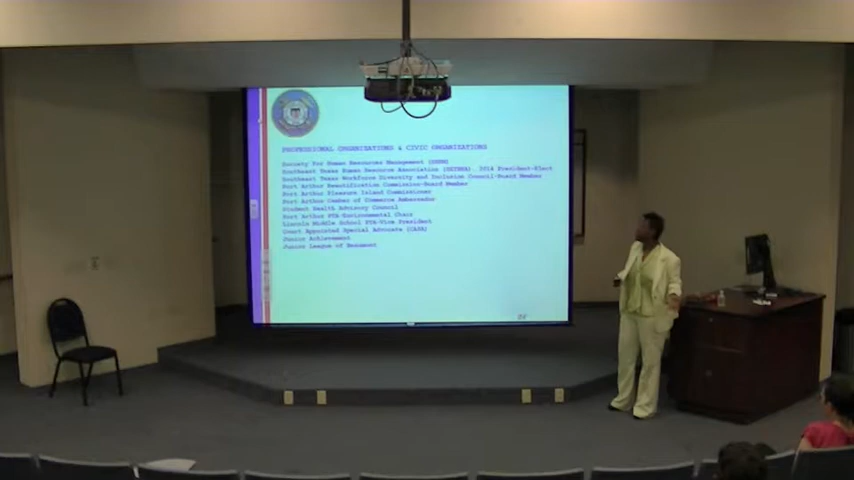 PROFESSIONAL ORGANIZATIONS & CIVIC ORGANIZATIONS
Society For Human Resources Management (SHRM)
Southeast Texas Human Resource Association (SETHRA) 2014 President-Elect
Southeast Texas Workforce Diversity and Inclusion Council-Board Member
Port Arthur Beautification Commission-Board Member
Port Arthur Pleasure Island Commissioner
Port Arthur Chamber of Commerce Ambassador
Student Health Advisory Council
Port Arthur PTA-Environmental Chair
Lincoln Middle School PTA-Vice President
Court Appointed Special Advocate (CASA)
Junior Achievement
Junior League of Beaumont